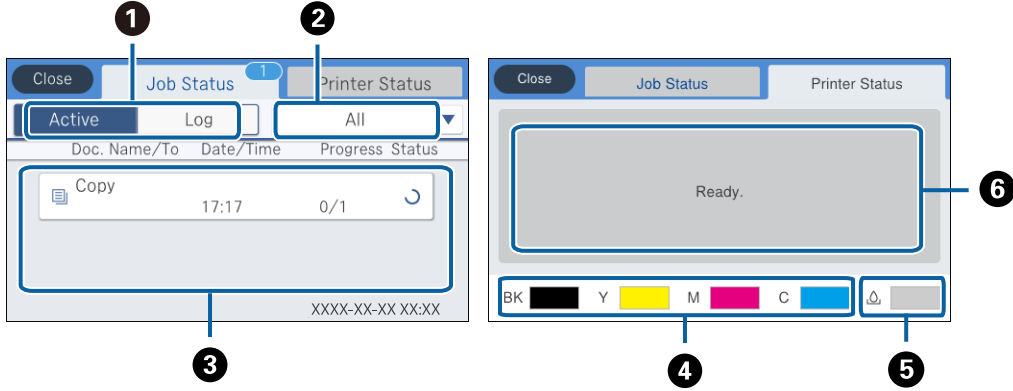 1 2
Close Job Status 1 Printer Status
Active Log All
Doc. Name/To Date/Time Progress Status
Copy
17:17 0/1
XXXX-XX-XX XX:XX
3
Close Job Status Printer Status
Ready.
6
BK Y M C
4 5